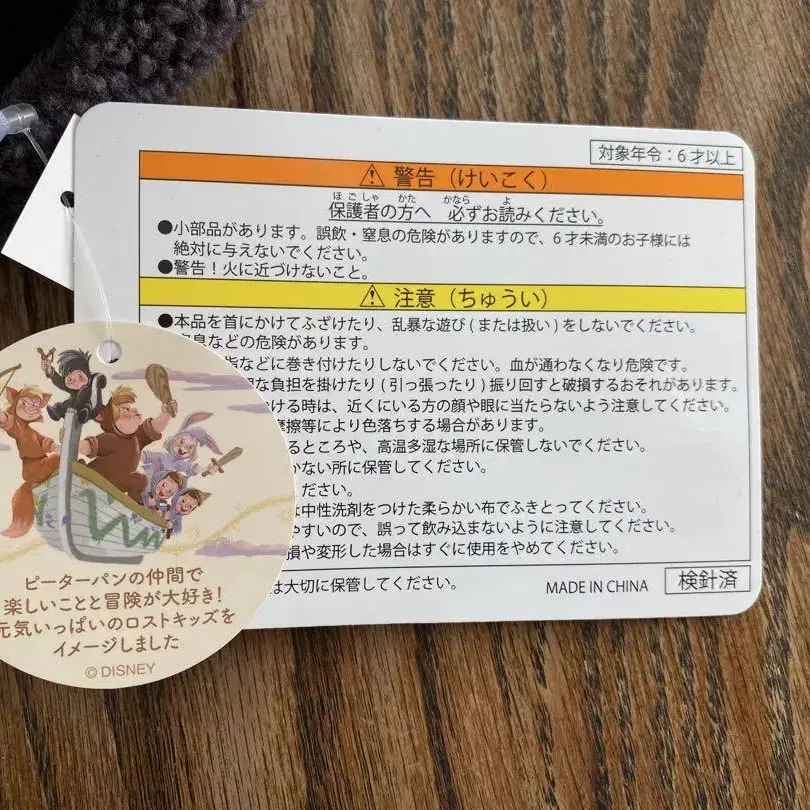 対象年令：6才以上
⚠ 警告（けいこく）
ほごしゃ かた かなら よ
保護者の方へ 必ずお読みください。
●小部品があります。誤飲・窒息の危険がありますので、6才未満のお子様には
絶対に与えないでください。
●警告！火に近づけないこと。
⚠ 注意（ちゅうい）
●本品を首にかけてふざけたり、乱暴な遊び(または扱い)をしないでください。
息などの危険があります。
などに巻き付けたりしないでください。血が通わなくなり危険です。
な負担を掛けたり(引っ張ったり)振り回すと破損するおそれがあります。
ける時は、近くにいる方の顔や眼に当たらないよう注意してください。
擦等により色落ちする場合があります。
るところや、高温多湿な場所に保管しないでください。
かない所に保管してください。
ださい。
は中性洗剤をつけた柔らかい布でふきとってください。
やすいので、誤って飲み込まないように注意してください。
損や変形した場合はすぐに使用をやめてください。
は大切に保管してください。
MADE IN CHINA
検針済
ピーターパンの仲間で
楽しいことと冒険が大好き!
元気いっぱいのロストキッズを
イメージしました
© DISNEY